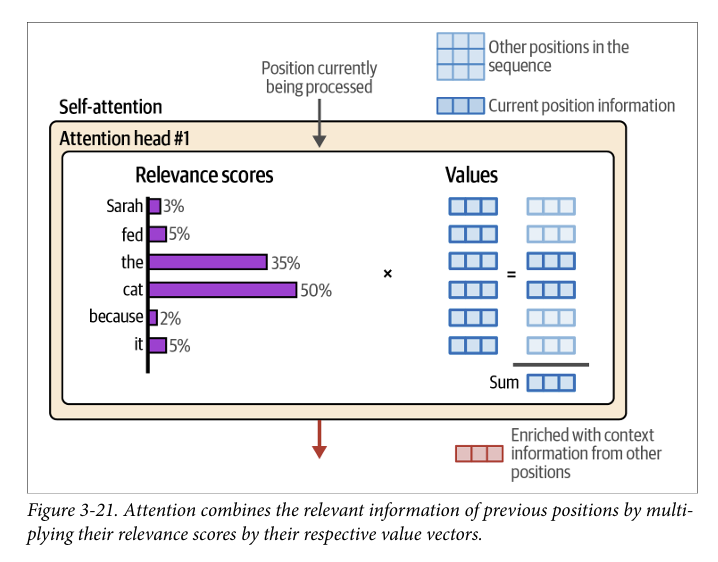 Position currently
being processed
Other positions in the
sequence
Current position information
Self-attention
Attention head #1
Relevance scores
Values
Sarah 3%
fed 5%
the 35%
cat 50%
because 2%
it 5%
×
=
Sum
Enriched with context
information from other
positions
Figure 3-21. Attention combines the relevant information of previous positions by multi-
plying their relevance scores by their respective value vectors.